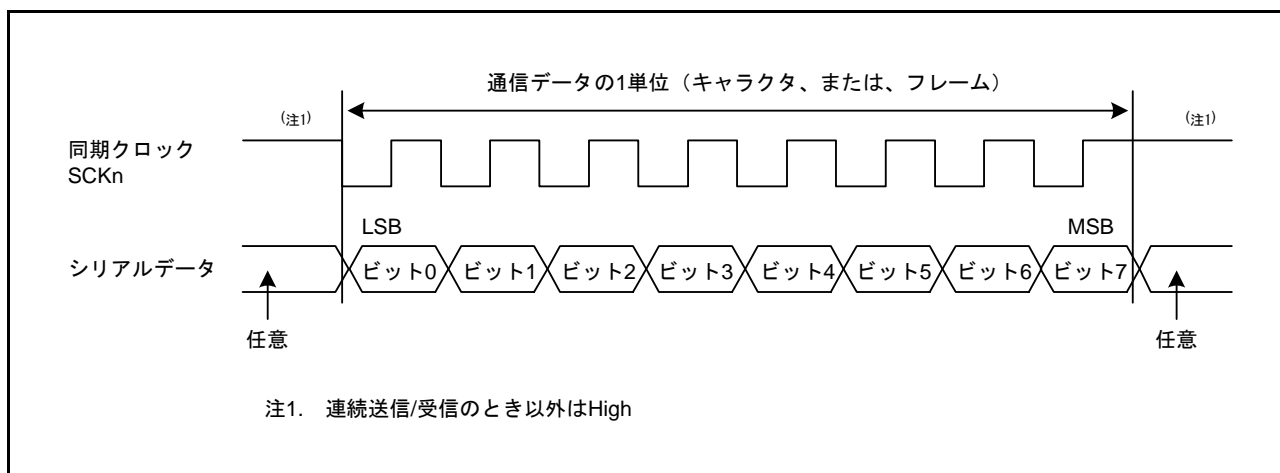 通信データの1単位（キャラクタ、または、フレーム）
(注1)
(注1)
同期クロック
SCKn
LSB
MSB
シリアルデータ
ビット0
ビット1
ビット2
ビット3
ビット4
ビット5
ビット6
ビット7
任意
任意
注1. 連続送信/受信のとき以外はHigh